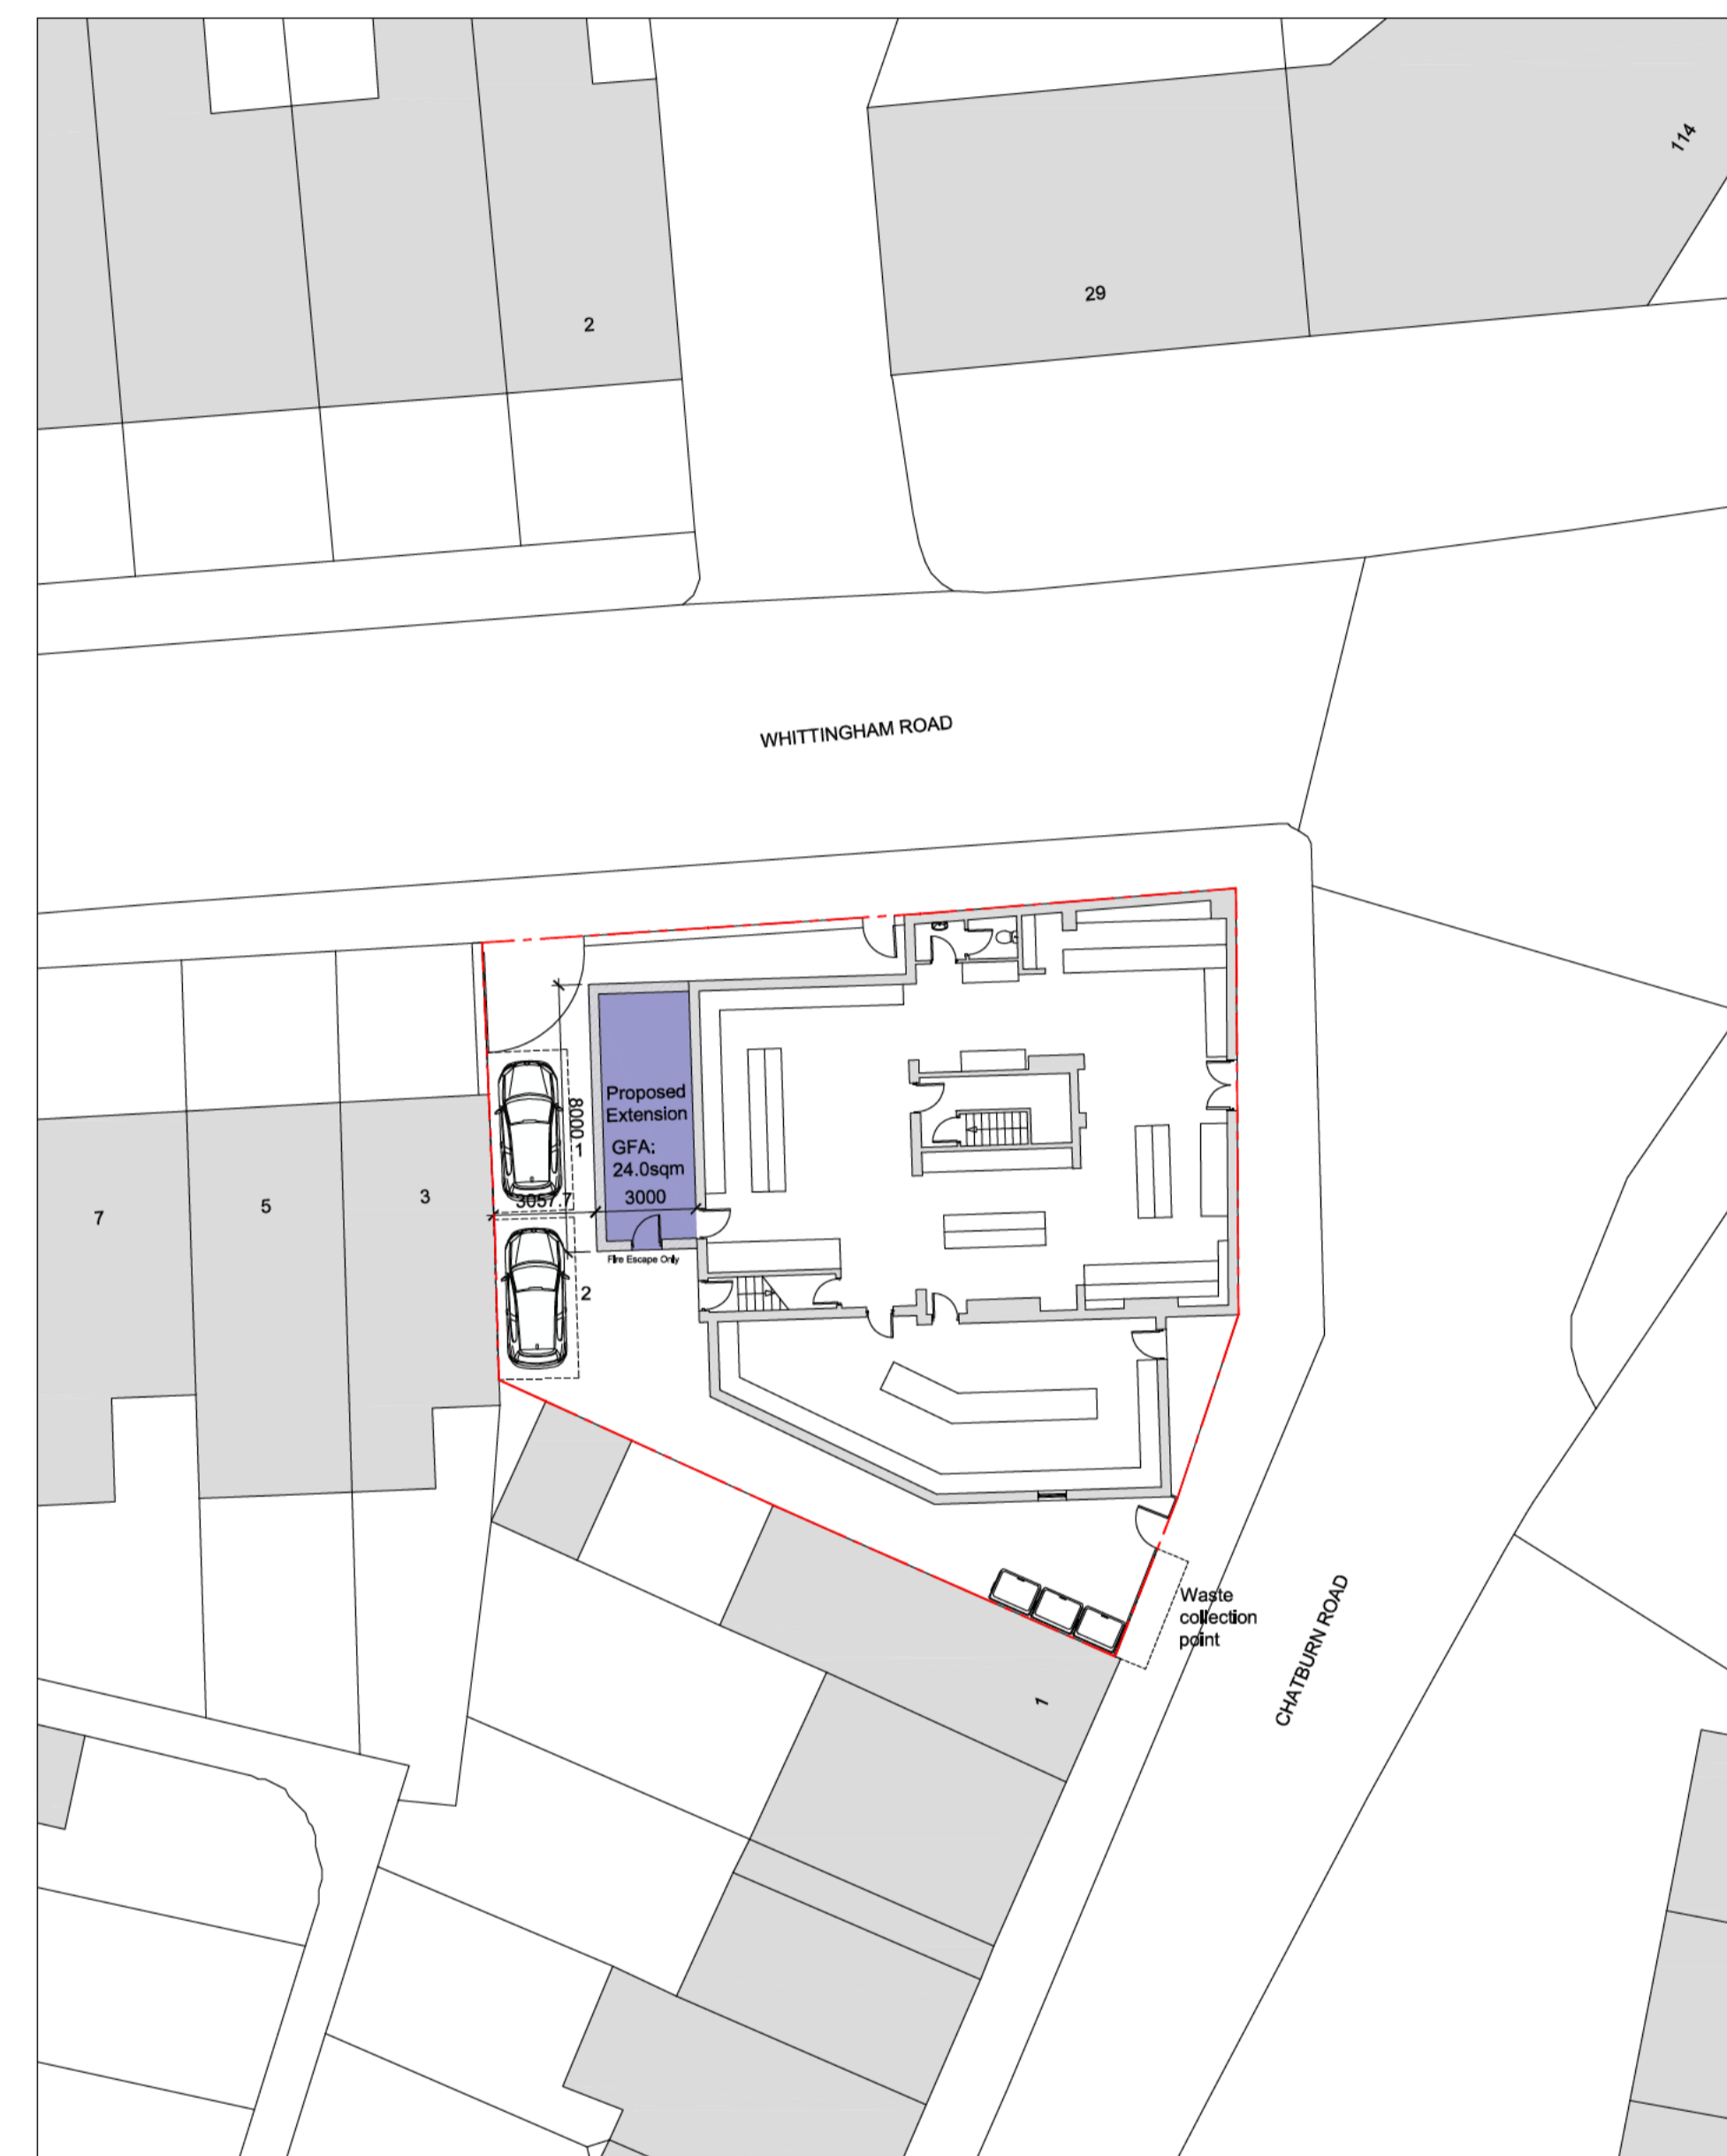 114
29
2
WHITTINGHAM ROAD
Proposed
Extension
GFA:
24.0sqm
8000
1
3057.7
3000
7
5
3
Fire Escape Only
2
Waste
collection
point
CHATBURN ROAD
1